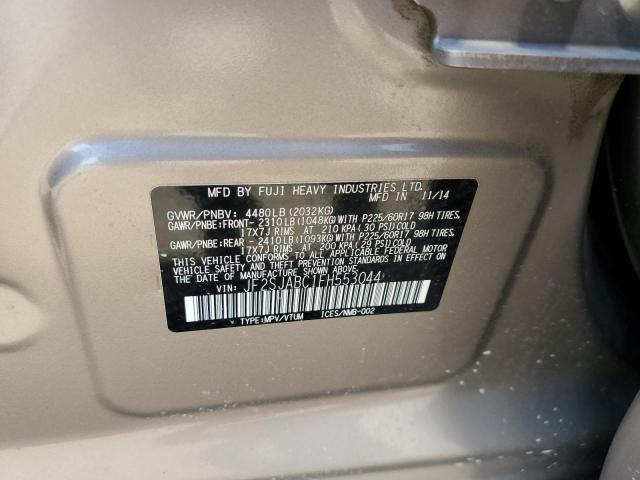 MFD BY FUJI HEAVY INDUSTRIES LTD.
MFD IN 11/14
GVWR/PNBV: 4480LB(2032KG)
GAWR/PNBE:FRONT- 2310LB(1048KG)WITH P225/60R17 98H TIRES,
17X7J RIMS AT 210 KPA(30 PSI)COLD
GAWR/PNBE:REAR -2410LB(1093KG)WITH P225/60R17 98H TIRES,
17X7J RIMS AT 200 KPA(29 PSI)COLD
THIS VEHICLE CONFORMS TO ALL APPLICABLE FEDERAL MOTOR
VEHICLE SAFETY STANDARDS IN EFFECT ON THE
DATE OF MANUFACTURE SHOWN ABOVE.
VIN: JF2SJABC1FH553044
TYPE:MPV/VTUM ICES/NMB-002